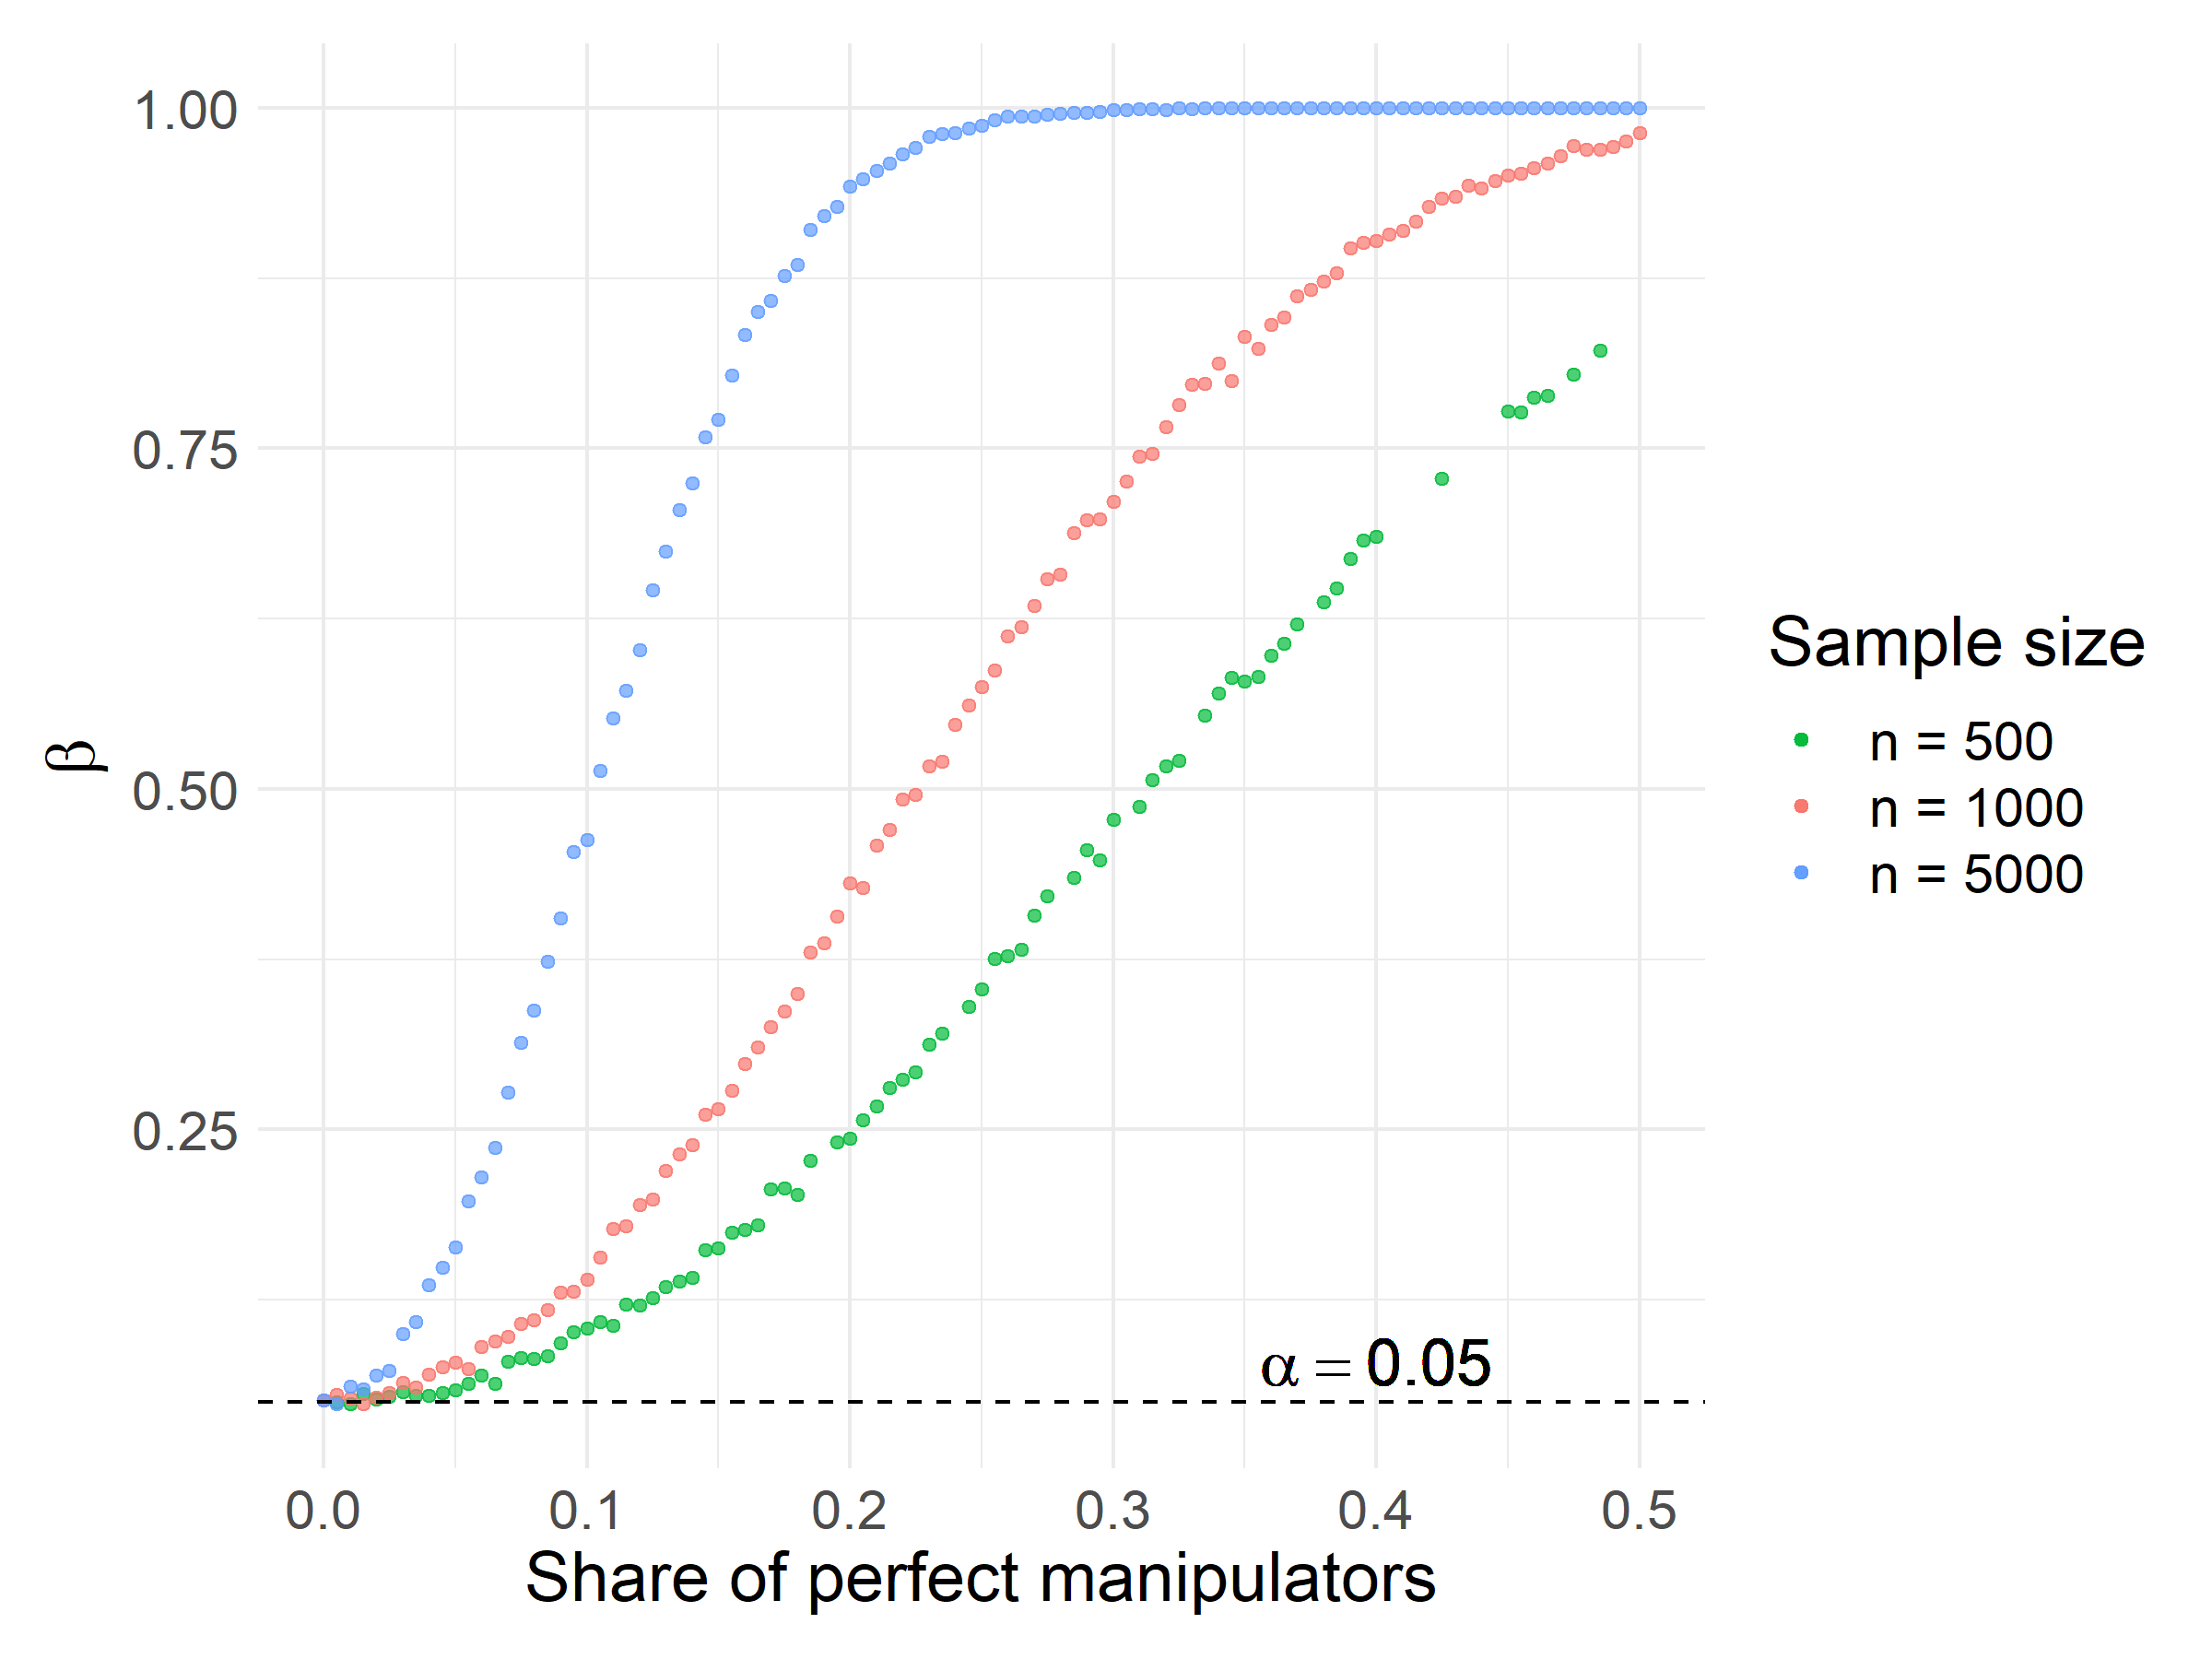 1.00
0.75
0.50
0.25
β
α = 0.05
0.0 0.1 0.2 0.3 0.4 0.5
Share of perfect manipulators
Sample size
n = 500
n = 1000
n = 5000